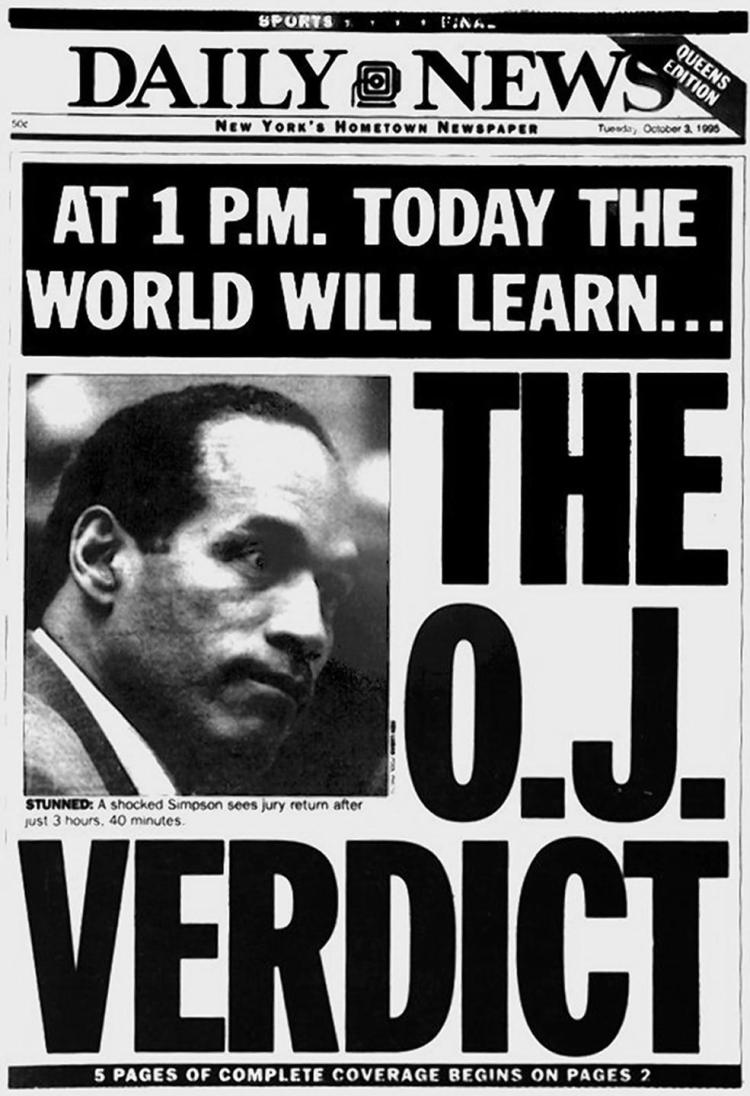 SPORTS FINAL
DAILY NEWS
QUEENS
EDITION
50¢
NEW YORK'S HOMETOWN NEWSPAPER
Tuesday, October 3, 1995
AT 1 P.M. TODAY THE
WORLD WILL LEARN...
THE
O.J.
STUNNED: A shocked Simpson sees jury return after
just 3 hours, 40 minutes.
VERDICT
5 PAGES OF COMPLETE COVERAGE BEGINS ON PAGES 2